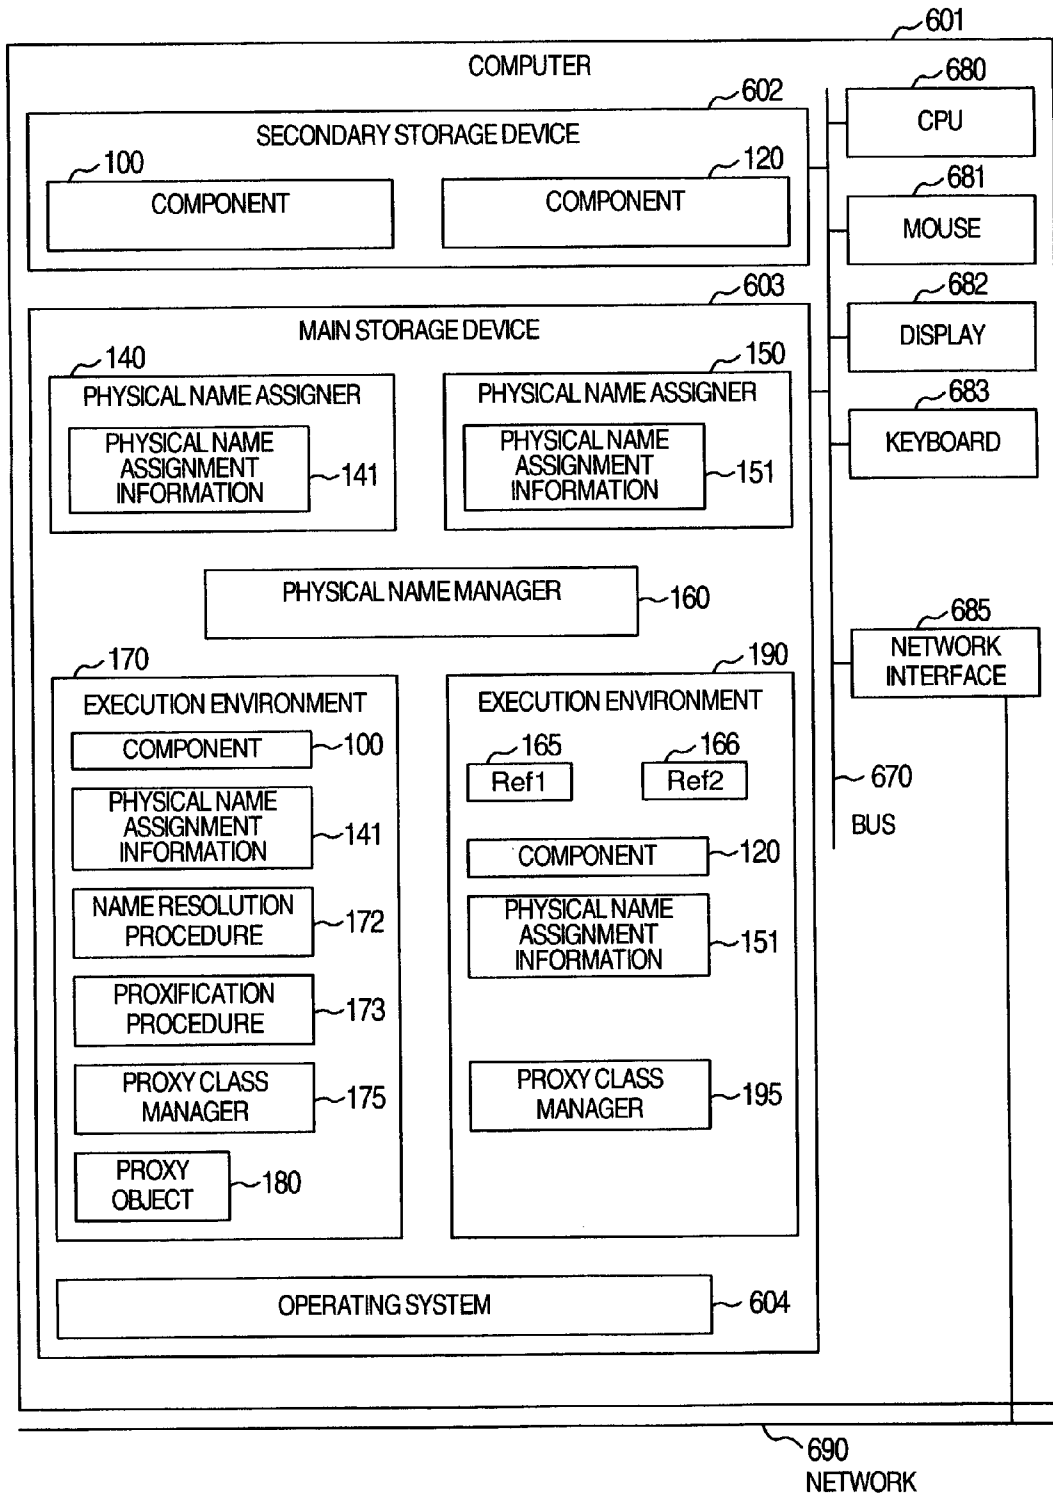 601
COMPUTER
602
SECONDARY STORAGE DEVICE
100
COMPONENT
120
COMPONENT
680
CPU
681
MOUSE
682
DISPLAY
683
KEYBOARD
603
MAIN STORAGE DEVICE
140
PHYSICAL NAME ASSIGNER
PHYSICAL NAME
ASSIGNMENT
INFORMATION
141
150
PHYSICAL NAME ASSIGNER
PHYSICAL NAME
ASSIGNMENT
INFORMATION
151
PHYSICAL NAME MANAGER
160
685
NETWORK
INTERFACE
170
EXECUTION ENVIRONMENT
COMPONENT
100
PHYSICAL NAME
ASSIGNMENT
INFORMATION
141
NAME RESOLUTION
PROCEDURE
172
PROXIFICATION
PROCEDURE
173
PROXY CLASS
MANAGER
175
PROXY
OBJECT
180
190
EXECUTION ENVIRONMENT
165
Ref1
166
Ref2
COMPONENT
120
PHYSICAL NAME
ASSIGNMENT
INFORMATION
151
PROXY CLASS
MANAGER
195
670
BUS
OPERATING SYSTEM
604
690
NETWORK